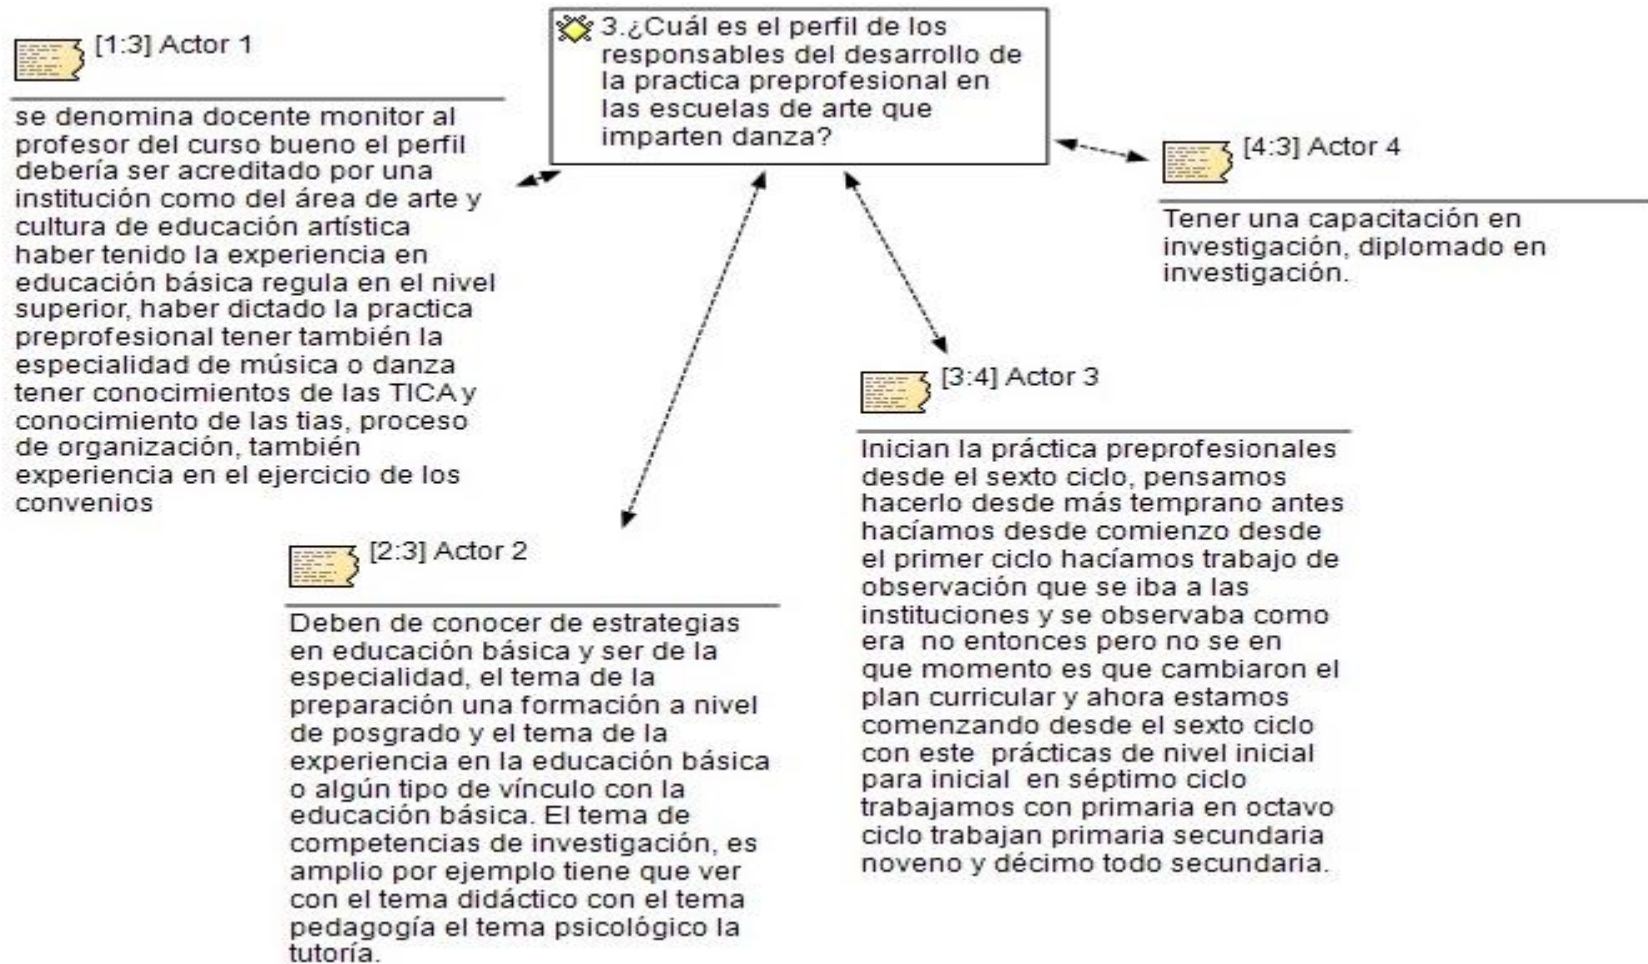 3.¿Cuál es el perfil de los
responsables del desarrollo de
la practica preprofesional en
las escuelas de arte que
imparten danza?
[1:3] Actor 1
se denomina docente monitor al
profesor del curso bueno el perfil
debería ser acreditado por una
institución como del área de arte y
cultura de educación artística
haber tenido la experiencia en
educación básica regula en el nivel
superior, haber dictado la practica
preprofesional tener también la
especialidad de música o danza
tener conocimientos de las TICA y
conocimiento de las tias, proceso
de organización, también
experiencia en el ejercicio de los
convenios
[2:3] Actor 2
Deben de conocer de estrategias
en educación básica y ser de la
especialidad, el tema de la
preparación una formación a nivel
de posgrado y el tema de la
experiencia en la educación básica
o algún tipo de vínculo con la
educación básica. El tema de
competencias de investigación, es
amplio por ejemplo tiene que ver
con el tema didáctico con el tema
pedagogía el tema psicológico la
tutoría.
[3:4] Actor 3
Inician la práctica preprofesionales
desde el sexto ciclo, pensamos
hacerlo desde más temprano antes
hacíamos desde comienzo desde
el primer ciclo hacíamos trabajo de
observación que se iba a las
instituciones y se observaba como
era no entonces pero no se en
que momento es que cambiaron el
plan curricular y ahora estamos
comenzando desde el sexto ciclo
con este prácticas de nivel inicial
para inicial en séptimo ciclo
trabajamos con primaria en octavo
ciclo trabajan primaria secundaria
noveno y décimo todo secundaria.
[4:3] Actor 4
Tener una capacitación en
investigación, diplomado en
investigación.